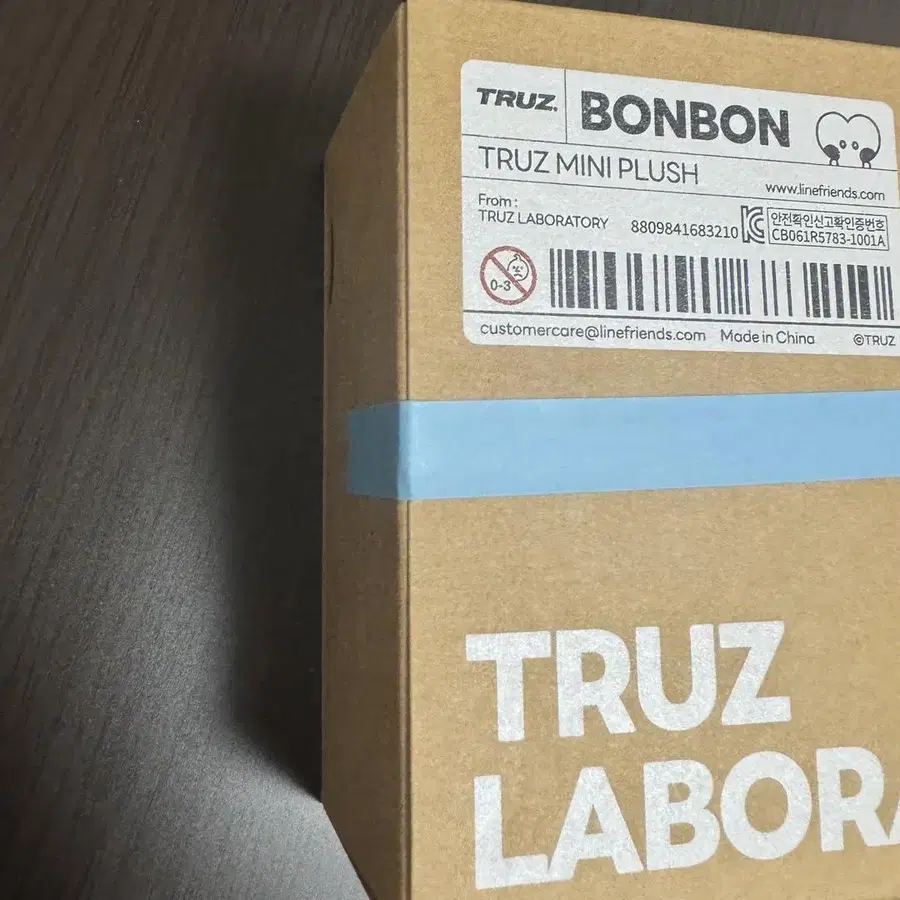 TRUZ.
BONBON
TRUZ MINI PLUSH
www.linefriends.com
From :
TRUZ LABORATORY
8809841683210
안전확인신고확인증번호
CB061R5783-1001A
0-3
customercare@linefriends.com Made in China ©TRUZ
TRUZ
LABORA